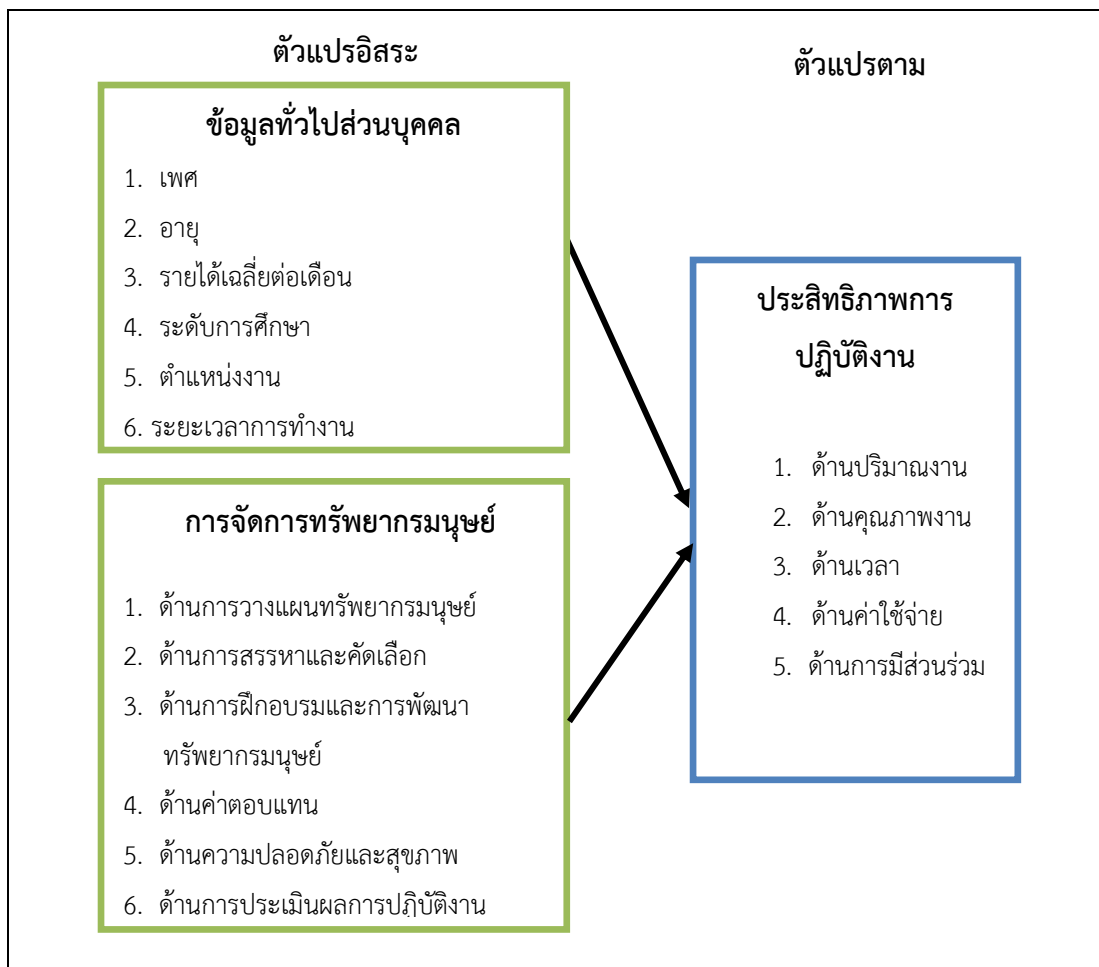 ตัวแปรอิสระ
ตัวแปรตาม
ข้อมูลทั่วไปส่วนบุคคล
1. เพศ
2. อายุ
3. รายได้เฉลี่ยต่อเดือน
4. ระดับการศึกษา
5. ตำแหน่งงาน
6. ระยะเวลาการทำงาน
การจัดการทรัพยากรมนุษย์
1. ด้านการวางแผนทรัพยากรมนุษย์
2. ด้านการสรรหาและคัดเลือก
3. ด้านการฝึกอบรมและการพัฒนา
ทรัพยากรมนุษย์
4. ด้านค่าตอบแทน
5. ด้านความปลอดภัยและสุขภาพ
6. ด้านการประเมินผลการปฏิบัติงาน
ประสิทธิภาพการ
ปฏิบัติงาน
1. ด้านปริมาณงาน
2. ด้านคุณภาพงาน
3. ด้านเวลา
4. ด้านค่าใช้จ่าย
5. ด้านการมีส่วนร่วม